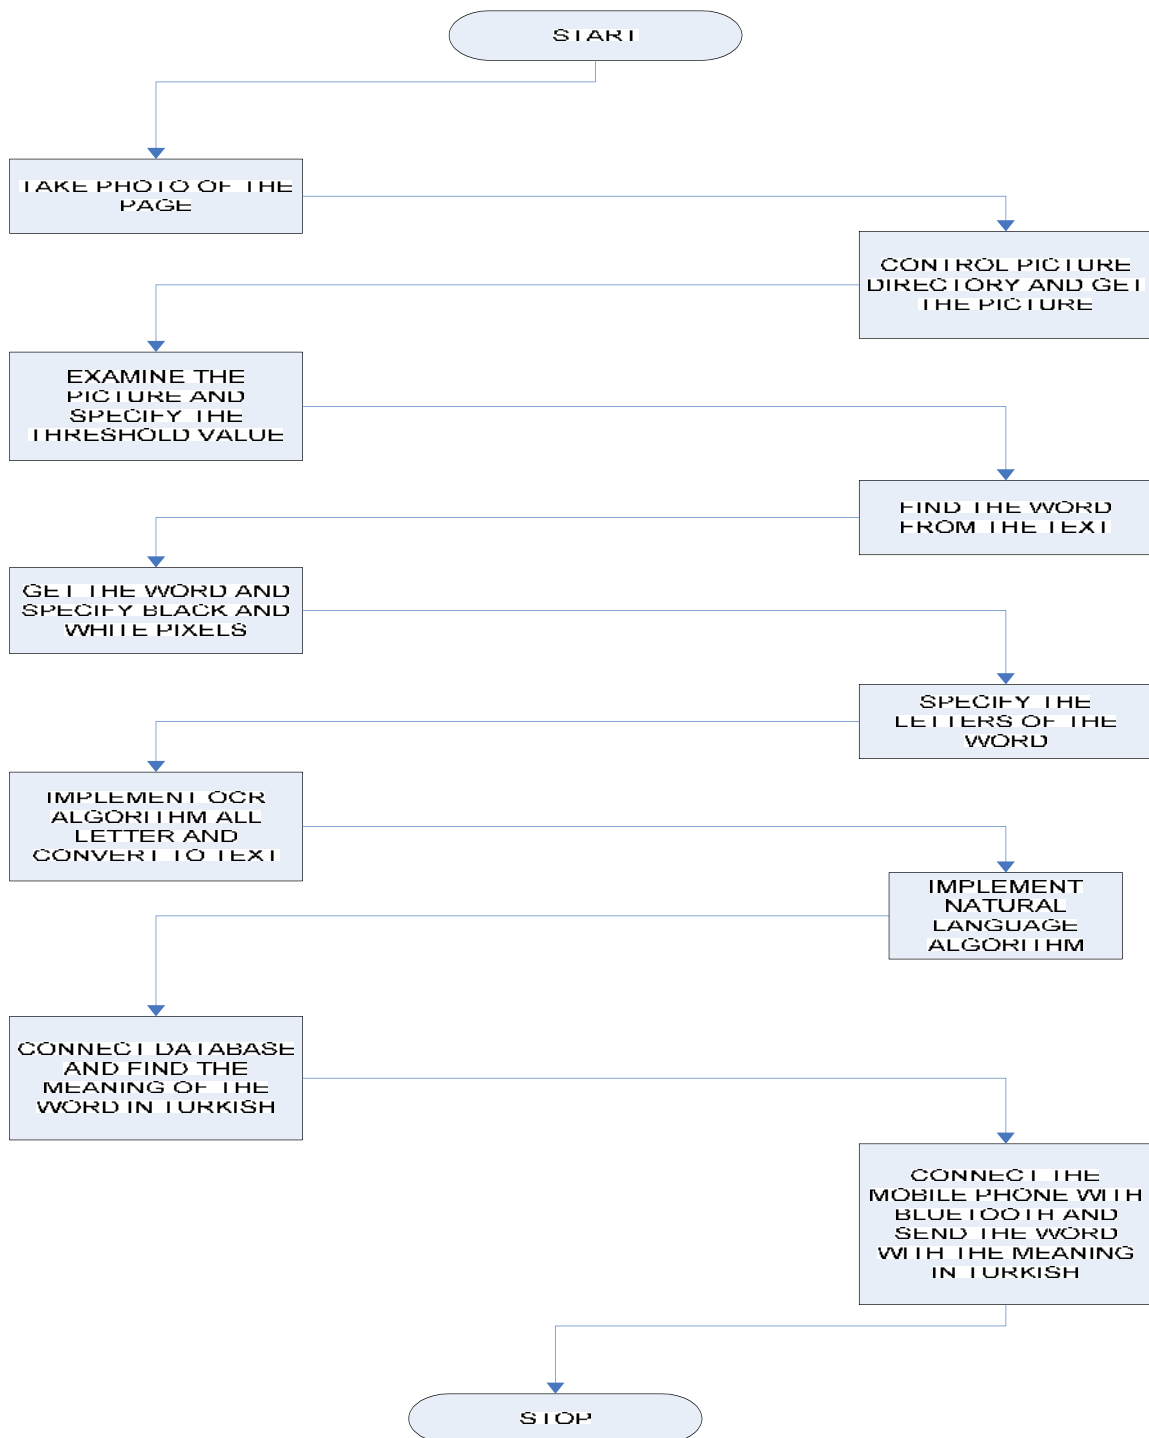 START
TAKE PHOTO OF THE
PAGE
CONTROL PICTURE
DIRECTORY AND GET
THE PICTURE
EXAMINE THE
PICTURE AND
SPECIFY THE
THRESHOLD VALUE
FIND THE WORD
FROM THE TEXT
GET THE WORD AND
SPECIFY BLACK AND
WHITE PIXELS
SPECIFY THE
LETTERS OF THE
WORD
IMPLEMENT OCR
ALGORITHM ALL
LETTER AND
CONVERT TO TEXT
IMPLEMENT
NATURAL
LANGUAGE
ALGORITHM
CONNECT DATABASE
AND FIND THE
MEANING OF THE
WORD IN TURKISH
CONNECT THE
MOBILE PHONE WITH
BLUETOOTH AND
SEND THE WORD
WITH THE MEANING
IN TURKISH
STOP